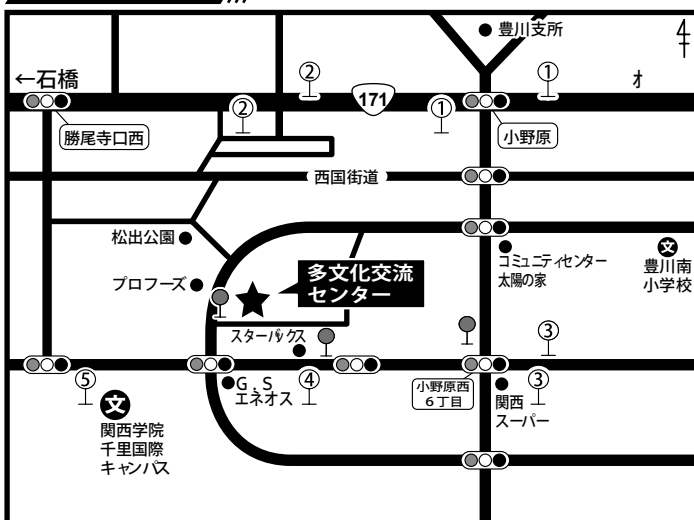 豊川支所
4
←石橋
②
①
171
オ
②
①
勝尾寺口西
小野原
西国街道
松出公園
コミュニティセンター
太陽の家
文
豊川南
小学校
プロフーズ
多文化交流
センター
スターバックス
③
⑤
G.S
エネオス
④
小野原西
6丁目
③
関西
スーパー
文
関西学院
千里国際
キャンパス